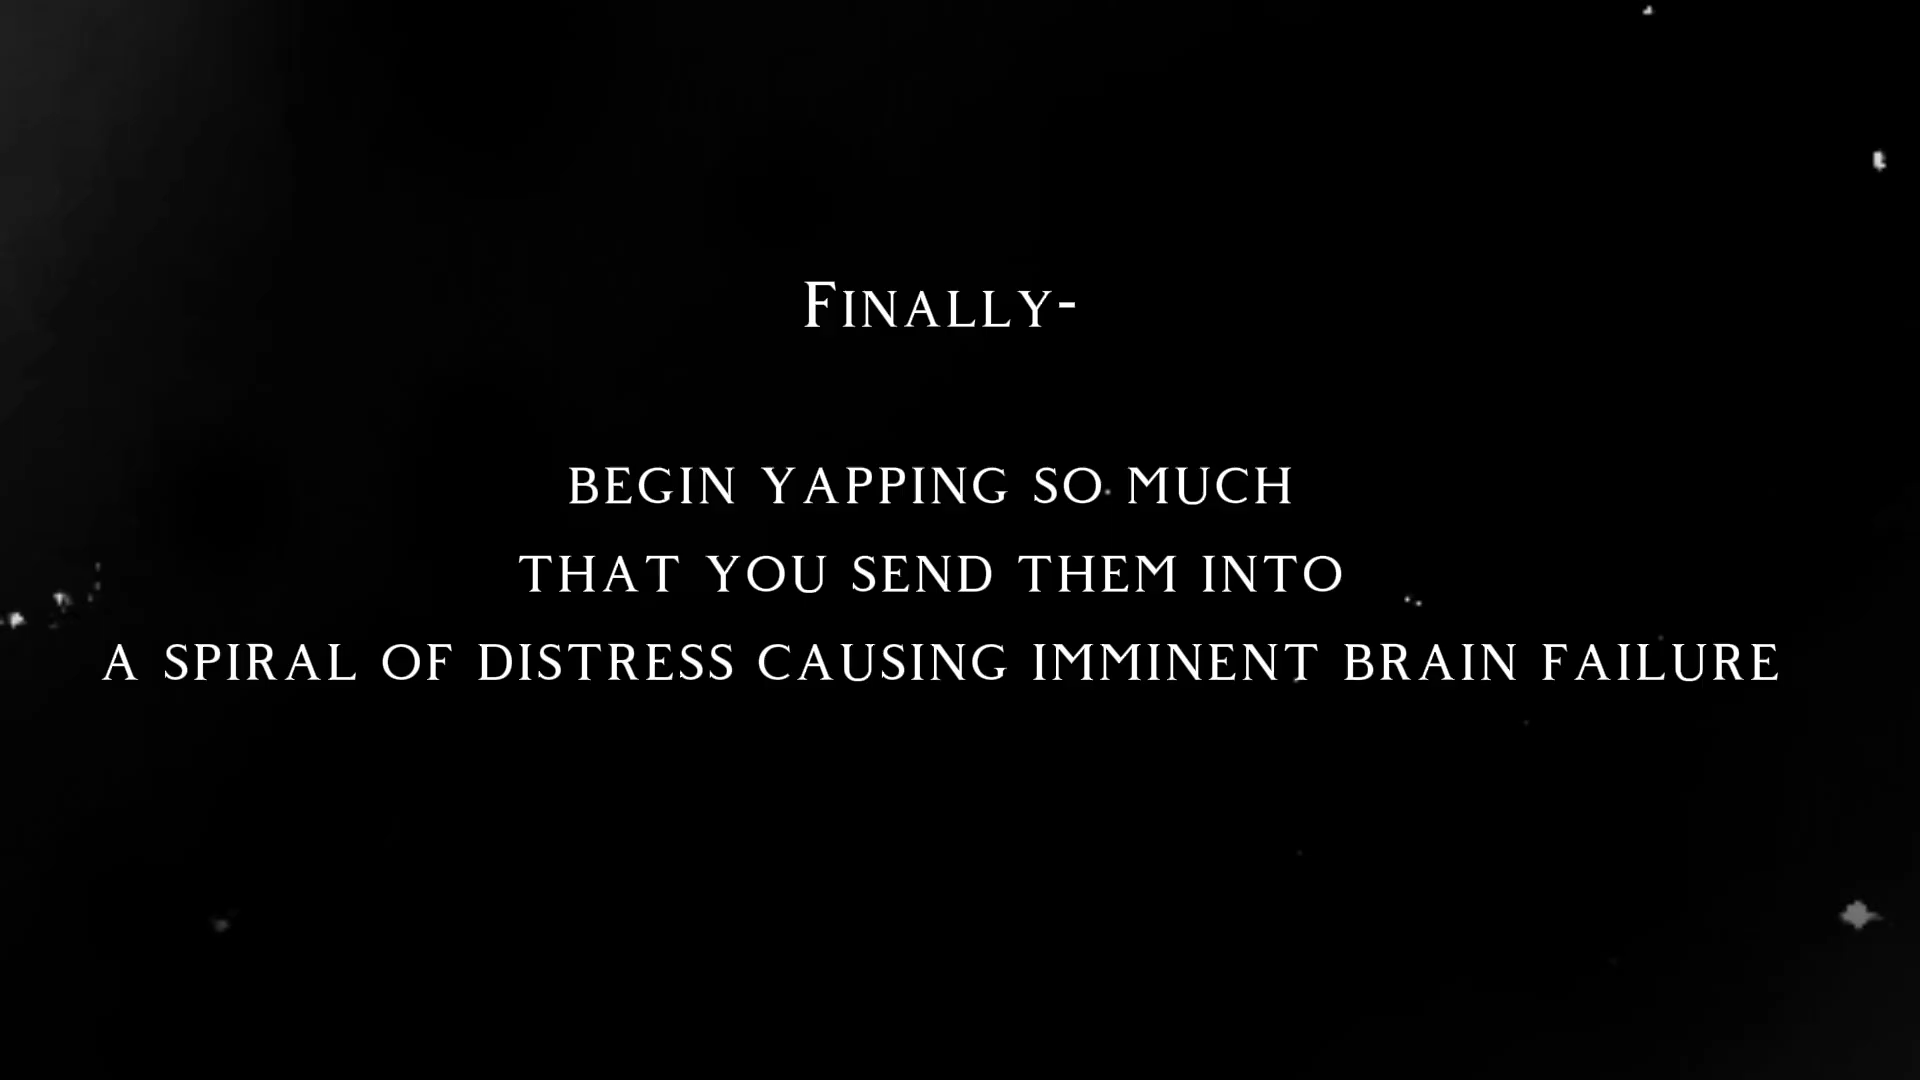 Finally-
BEGIN YAPPING SO MUCH
THAT YOU SEND THEM INTO
A SPIRAL OF DISTRESS CAUSING IMMINENT BRAIN FAILURE